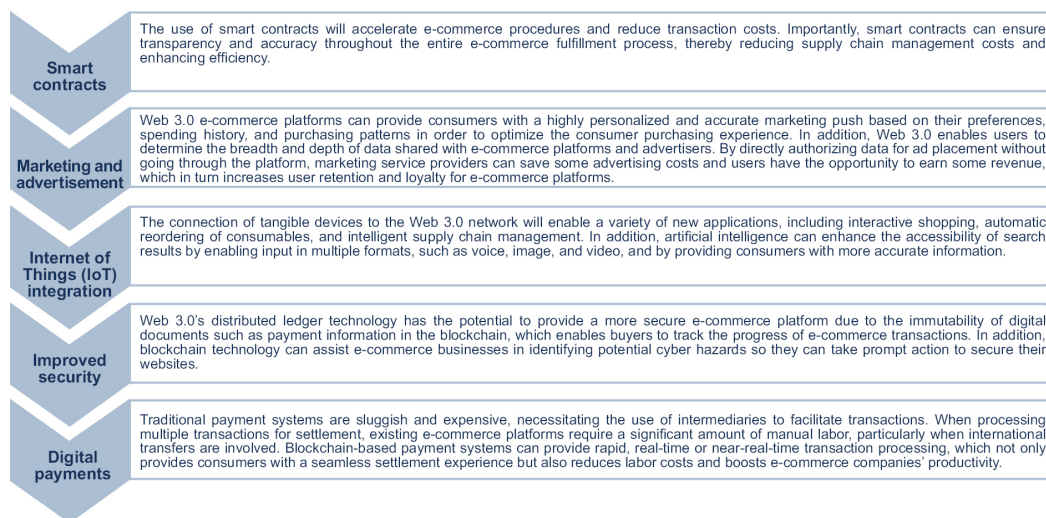 Smart
contracts
The use of smart contracts will accelerate e-commerce procedures and reduce transaction costs. Importantly, smart contracts can ensure
transparency and accuracy throughout the entire e-commerce fulfillment process, thereby reducing supply chain management costs and
enhancing efficiency.
Marketing and
advertisement
Web 3.0 e-commerce platforms can provide consumers with a highly personalized and accurate marketing push based on their preferences,
spending history, and purchasing patterns in order to optimize the consumer purchasing experience. In addition, Web 3.0 enables users to
determine the breadth and depth of data shared with e-commerce platforms and advertisers. By directly authorizing data for ad placement without
going through the platform, marketing service providers can save some advertising costs and users have the opportunity to earn some revenue,
which in turn increases user retention and loyalty for e-commerce platforms.
Internet of
Things (IoT)
integration
The connection of tangible devices to the Web 3.0 network will enable a variety of new applications, including interactive shopping, automatic
reordering of consumables, and intelligent supply chain management. In addition, artificial intelligence can enhance the accessibility of search
results by enabling input in multiple formats, such as voice, image, and video, and by providing consumers with more accurate information.
Improved
security
Web 3.0's distributed ledger technology has the potential to provide a more secure e-commerce platform due to the immutability of digital
documents such as payment information in the blockchain, which enables buyers to track the progress of e-commerce transactions. In addition,
blockchain technology can assist e-commerce businesses in identifying potential cyber hazards so they can take prompt action to secure their
websites.
Digital
payments
Traditional payment systems are sluggish and expensive, necessitating the use of intermediaries to facilitate transactions. When processing
multiple transactions for settlement, existing e-commerce platforms require a significant amount of manual labor, particularly when international
transfers are involved. Blockchain-based payment systems can provide rapid, real-time or near-real-time transaction processing, which not only
provides consumers with a seamless settlement experience but also reduces labor costs and boosts e-commerce companies' productivity.